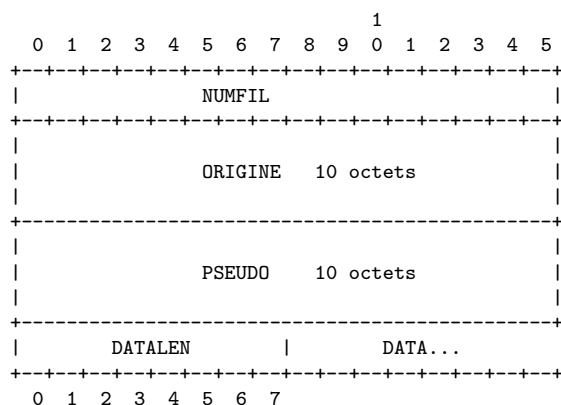 1
  0  1  2  3  4  5  6  7  8  9  0  1  2  3  4  5
+--+--+--+--+--+--+--+--+--+--+--+--+--+--+--+--+
|                NUMFIL                         |
+--+--+--+--+--+--+--+--+--+--+--+--+--+--+--+--+
|                                               |
|                ORIGINE   10 octets            |
|                                               |
+-----------------------------------------------+
|                                               |
|                PSEUDO    10 octets            |
|                                               |
+-----------------------------------------------+
|        DATALEN        |        DATA...
+--+--+--+--+--+--+--+--+--+--+--+--+--+--+--+--+
  0  1  2  3  4  5  6  7